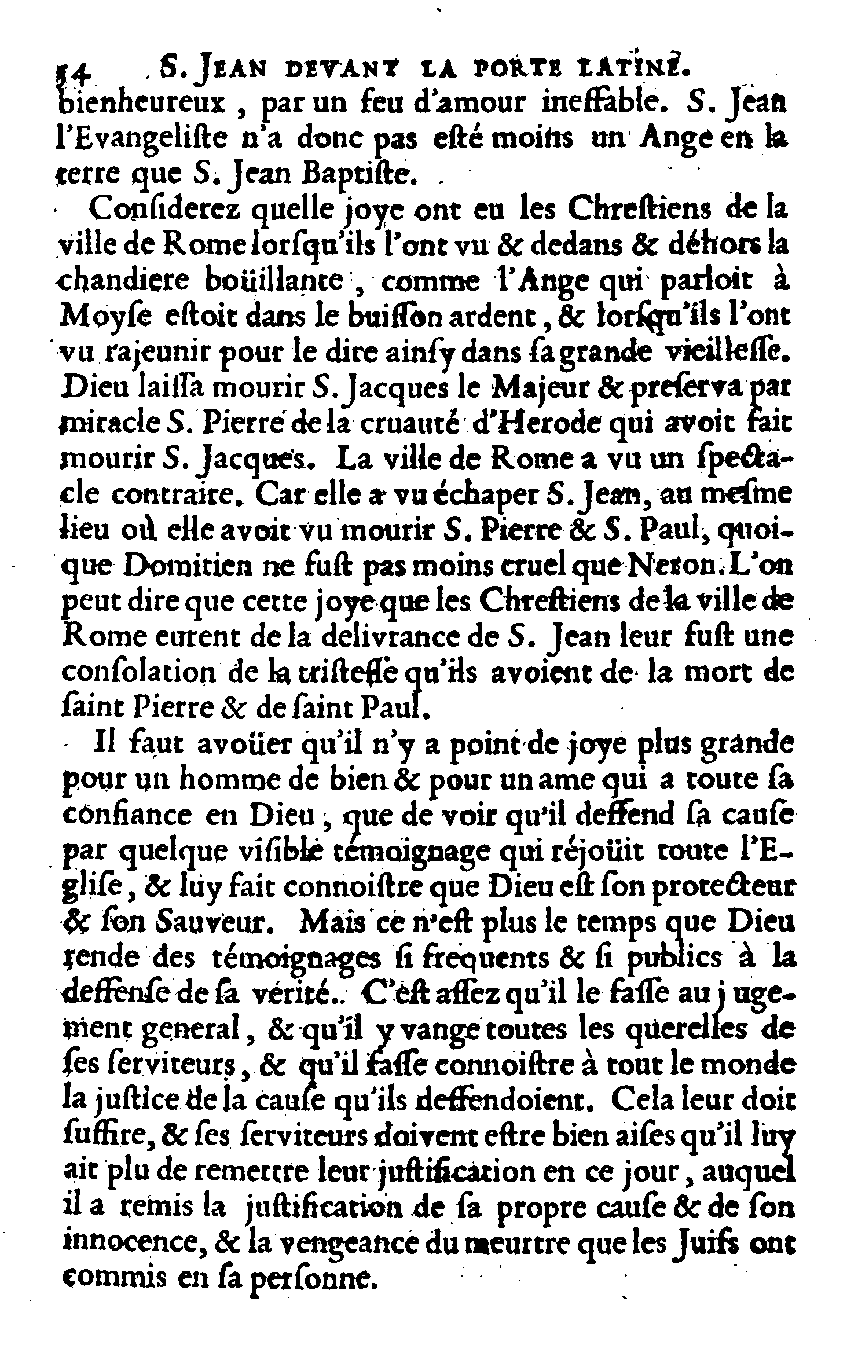 54 S. JEAN DEVANT LA PORTE LATINE.
bienheureux , par un feu d'amour ineffable. S. Jean
l'Evangeliſte n'a donc pas eſté moins un Ange en la
terre que S. Jean Baptiſte.
Conſiderez quelle joye ont eu les Chreſtiens de la
ville de Rome lorſqu'ils l'ont vu & dedans & déhors la
chandiere boüillante , comme l'Ange qui parloit à
Moyſe eſtoit dans le buiſſon ardent , & lorſqu'ils l'ont
vu rajeunir pour le dire ainſy dans ſa grande vieilleſſe.
Dieu laiſſa mourir S. Jacques le Majeur & preſerva par
miracle S. Pierre de la cruauté d'Herode qui avoit fait
mourir S. Jacques. La ville de Rome a vu un ſpecta-
cle contraire. Car elle a vu échaper S. Jean, au meſme
lieu où elle avoit vu mourir S. Pierre & S. Paul, quoi-
que Domitien ne fuſt pas moins cruel que Neron. L'on
peut dire que cette joye que les Chreſtiens de la ville de
Rome eurent de la delivrance de S. Jean leur fuſt une
conſolation de la triſteſſe qu'ils avoient de la mort de
ſaint Pierre & de ſaint Paul.
Il faut avoüer qu'il n'y a point de joye plus grande
pour un homme de bien & pour un ame qui a toute ſa
confiance en Dieu , que de voir qu'il deffend ſa cauſe
par quelque viſible témoignage qui réjoüit toute l'E-
gliſe , & luy fait connoiſtre que Dieu eſt ſon protecteur
& ſon Sauveur. Mais ce n'eſt plus le temps que Dieu
rende des témoignages ſi frequents & ſi publics à la
deffenſe de ſa vérité. C'eſt aſſez qu'il le faſſe au juge-
ment general , & qu'il y vange toutes les querelles de
ſes ſerviteurs , & qu'il faſſe connoiſtre à tout le monde
la juſtice de la cauſe qu'ils deffendoient. Cela leur doit
ſuffire, & ſes ſerviteurs doivent eſtre bien aiſes qu'il luy
ait plu de remettre leur juſtification en ce jour , auquel
il a remis la juſtification de ſa propre cauſe & de ſon
innocence, & la vengeance du meurtre que les Juifs ont
commis en ſa perſonne.